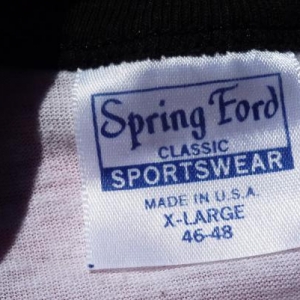 Spring Ford
CLASSIC
SPORTSWEAR
MADE IN U.S.A.
X-LARGE
46-48